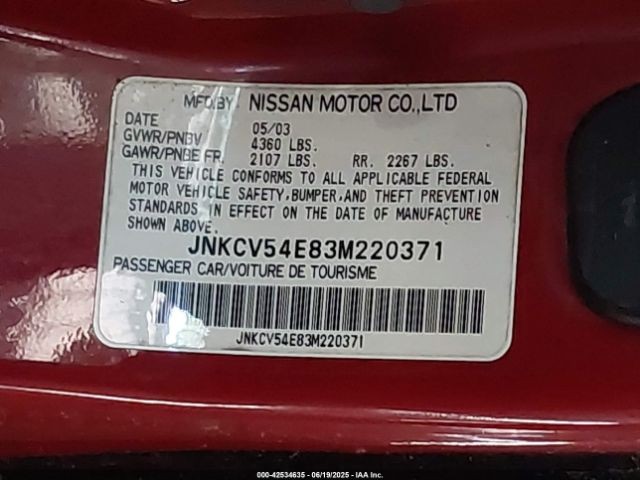 MFD.BY NISSAN MOTOR CO.,LTD
DATE 05/03
GVWR/PNBV 4360 LBS.
GAWR/PNBE FR. 2107 LBS. RR. 2267 LBS.
THIS VEHICLE CONFORMS TO ALL APPLICABLE FEDERAL
MOTOR VEHICLE SAFETY,BUMPER,AND THEFT PREVENTION
STANDARDS IN EFFECT ON THE DATE OF MANUFACTURE
SHOWN ABOVE.
JNKCV54E83M220371
PASSENGER CAR/VOITURE DE TOURISME
JNKCV54E83M220371
000-42534635 - 06/19/2025 - IAA Inc.